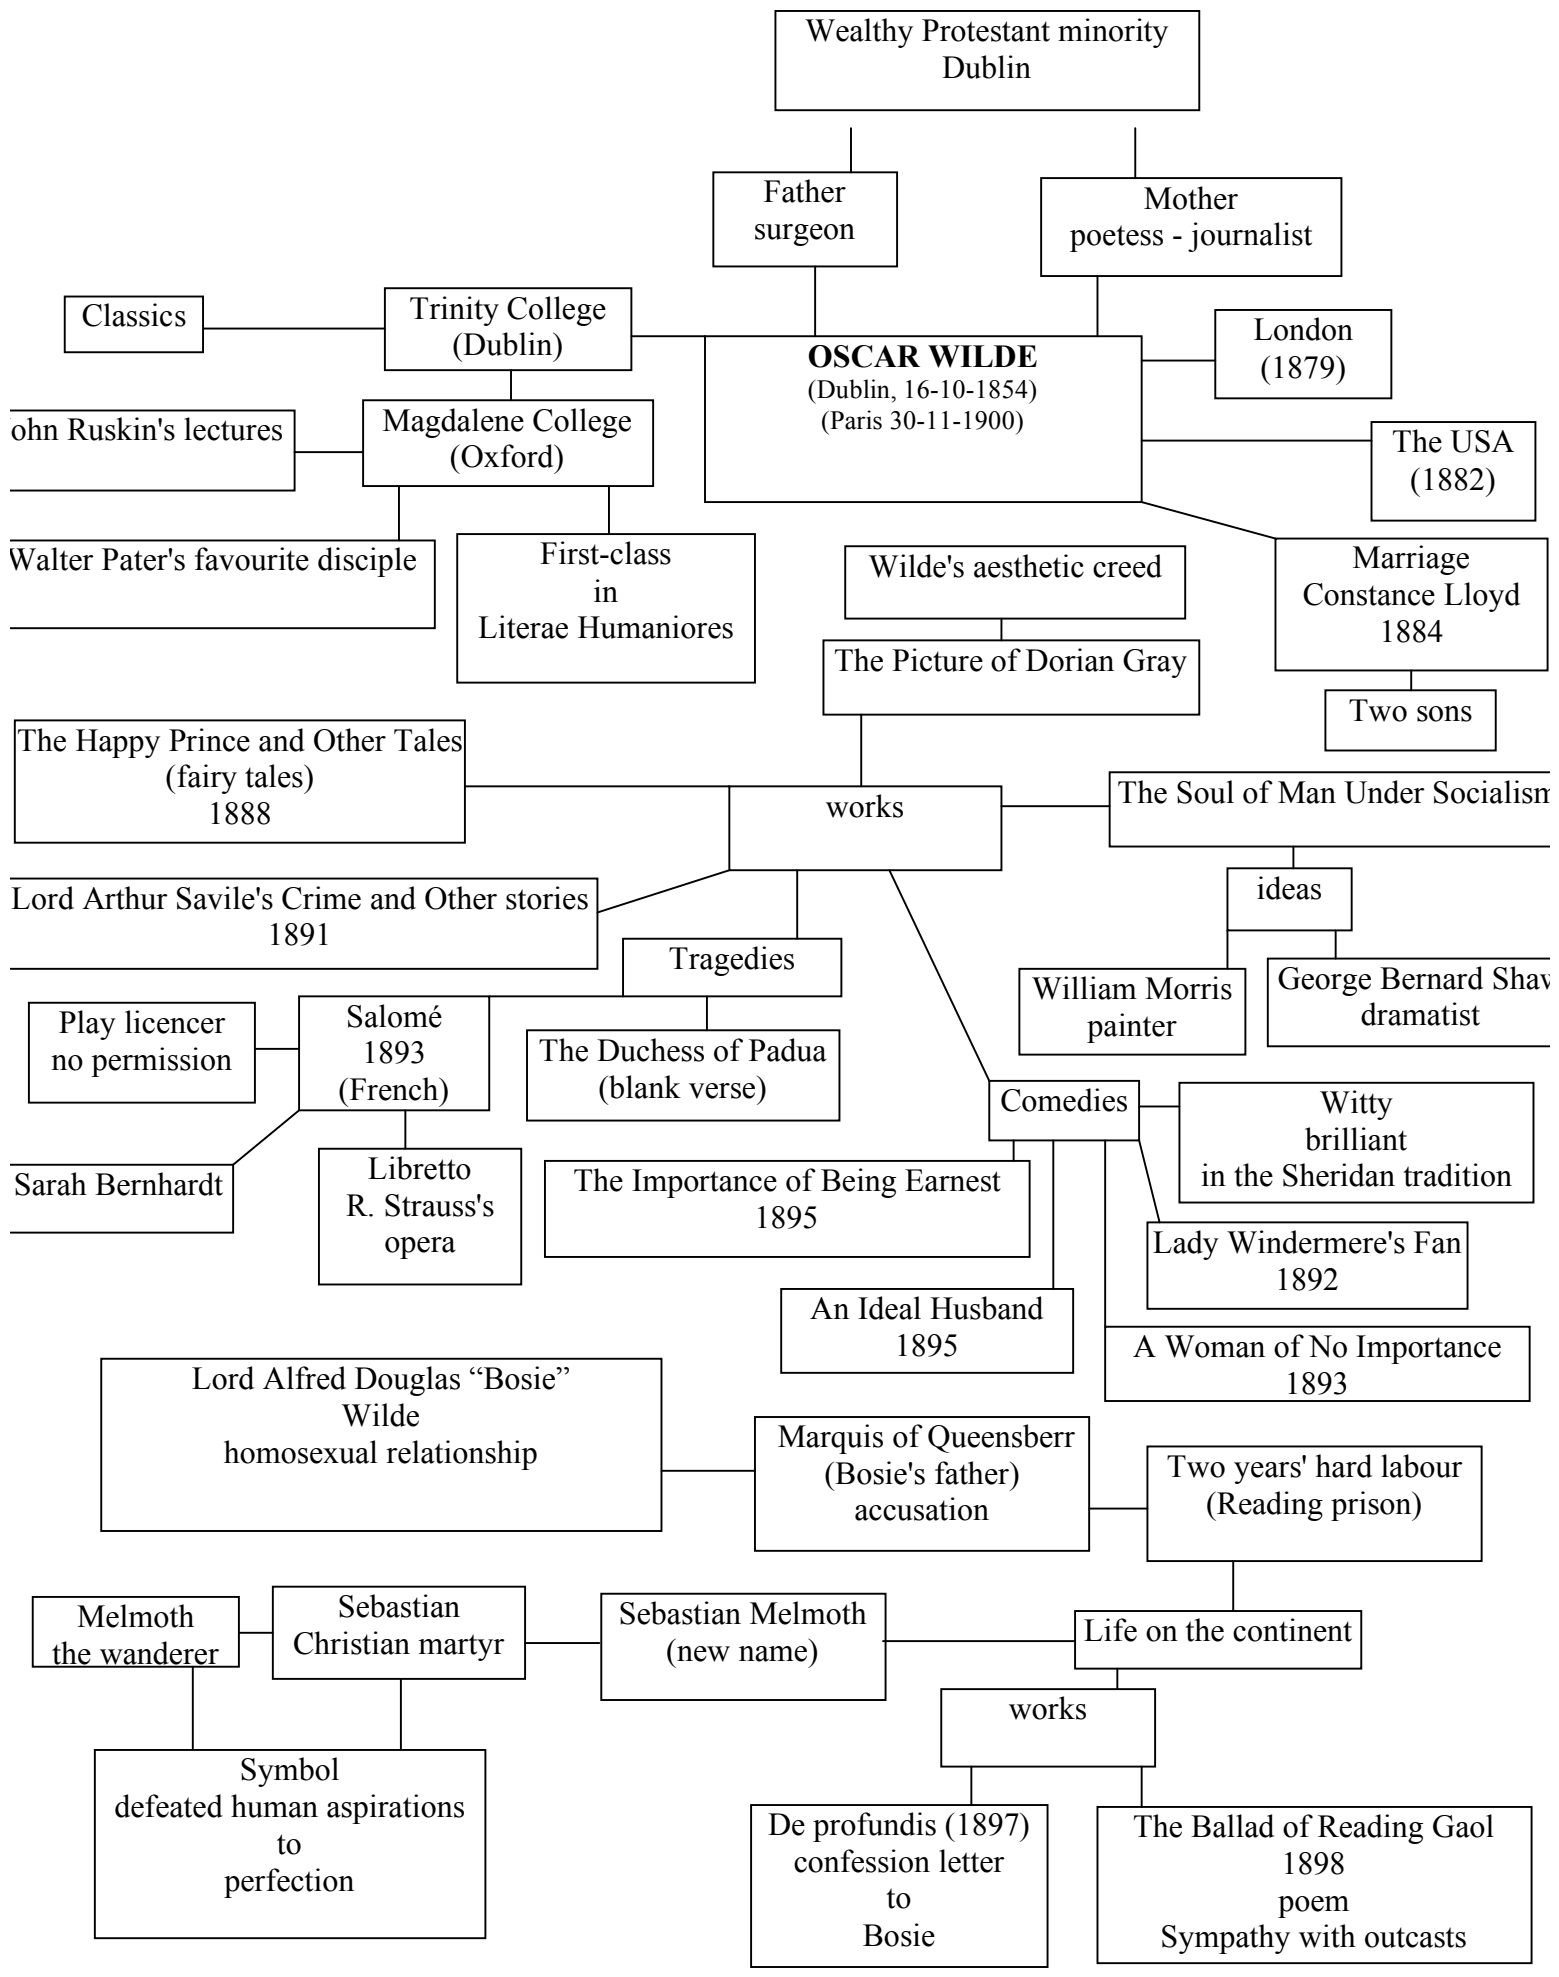 Wealthy Protestant minority
Dublin
Father
surgeon
Mother
poetess - journalist
Classics
Trinity College
(Dublin)
OSCAR WILDE
(Dublin, 16-10-1854)
(Paris 30-11-1900)
London
(1879)
ohn Ruskin's lectures
Magdalene College
(Oxford)
The USA
(1882)
Walter Pater's favourite disciple
First-class
in
Literae Humaniores
Wilde's aesthetic creed
Marriage
Constance Lloyd
1884
The Picture of Dorian Gray
Two sons
The Happy Prince and Other Tales
(fairy tales)
1888
works
The Soul of Man Under Socialism
Lord Arthur Savile's Crime and Other stories
1891
ideas
Tragedies
William Morris
painter
George Bernard Shaw
dramatist
Play licencer
no permission
Salomé
1893
(French)
The Duchess of Padua
(blank verse)
Comedies
Witty
brilliant
in the Sheridan tradition
Sarah Bernhardt
Libretto
R. Strauss's
opera
The Importance of Being Earnest
1895
Lady Windermere's Fan
1892
An Ideal Husband
1895
A Woman of No Importance
1893
Lord Alfred Douglas “Bosie”
Wilde
homosexual relationship
Marquis of Queensberr
(Bosie's father)
accusation
Two years' hard labour
(Reading prison)
Melmoth
the wanderer
Sebastian
Christian martyr
Sebastian Melmoth
(new name)
Life on the continent
works
Symbol
defeated human aspirations
to
perfection
De profundis (1897)
confession letter
to
Bosie
The Ballad of Reading Gaol
1898
poem
Sympathy with outcasts